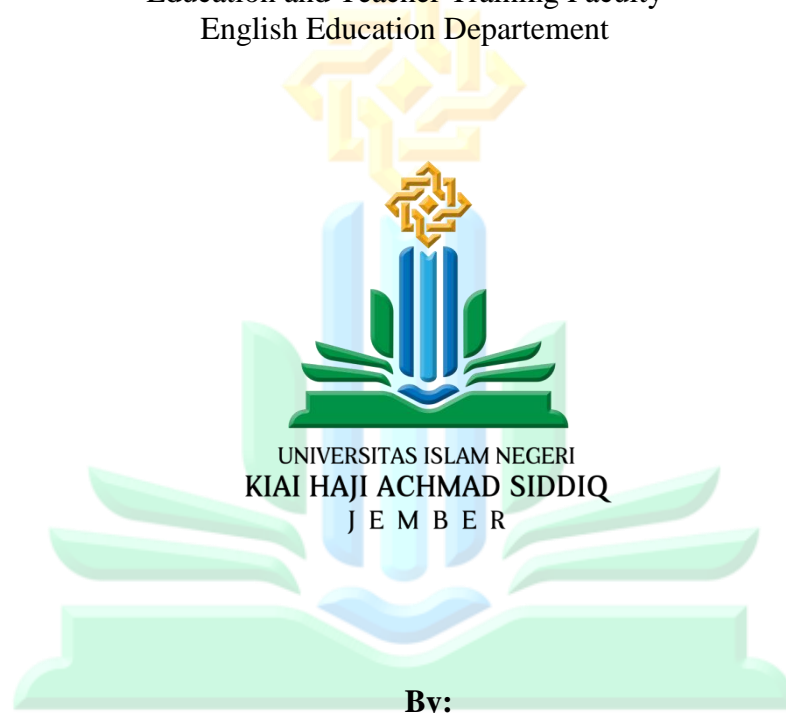 Education and Teacher Training Faculty
English Education Departement
UNIVERSITAS ISLAM NEGERI
KIAI HAJI ACHMAD SIDDIQ
J E M B E R
By: